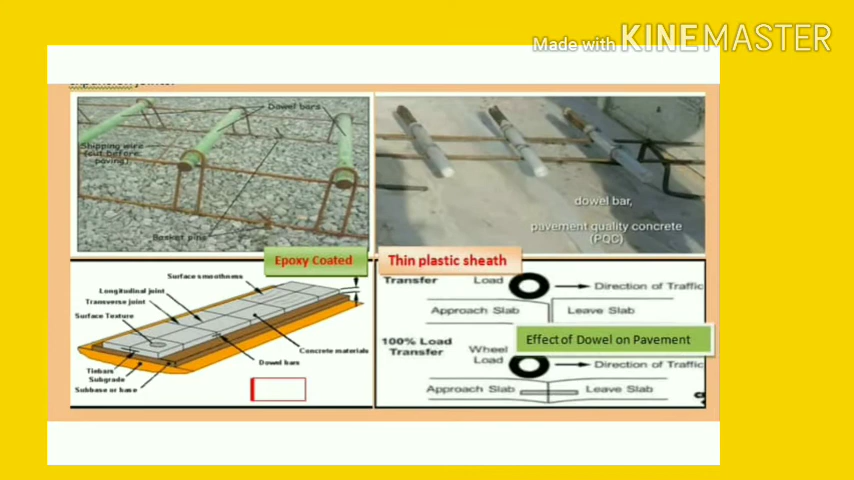 Made with KINEMASTER
expansion joints.
Dowel bars
Shipping wire
(cut before
paving)
Basket pins
dowel bar,
pavement quality concrete
(PQC)
Epoxy Coated
Thin plastic sheath
Surface smoothness
Longitudinal joint
Transverse joint
Surface Texture
Concrete materials
Dowel bars
Tiebars
Subgrade
Subbase or base
Transfer
Load
Direction of Traffic
Approach Slab
Leave Slab
Effect of Dowel on Pavement
100% Load
Transfer
Wheel
Load
Direction of Traffic
Approach Slab
Leave Slab